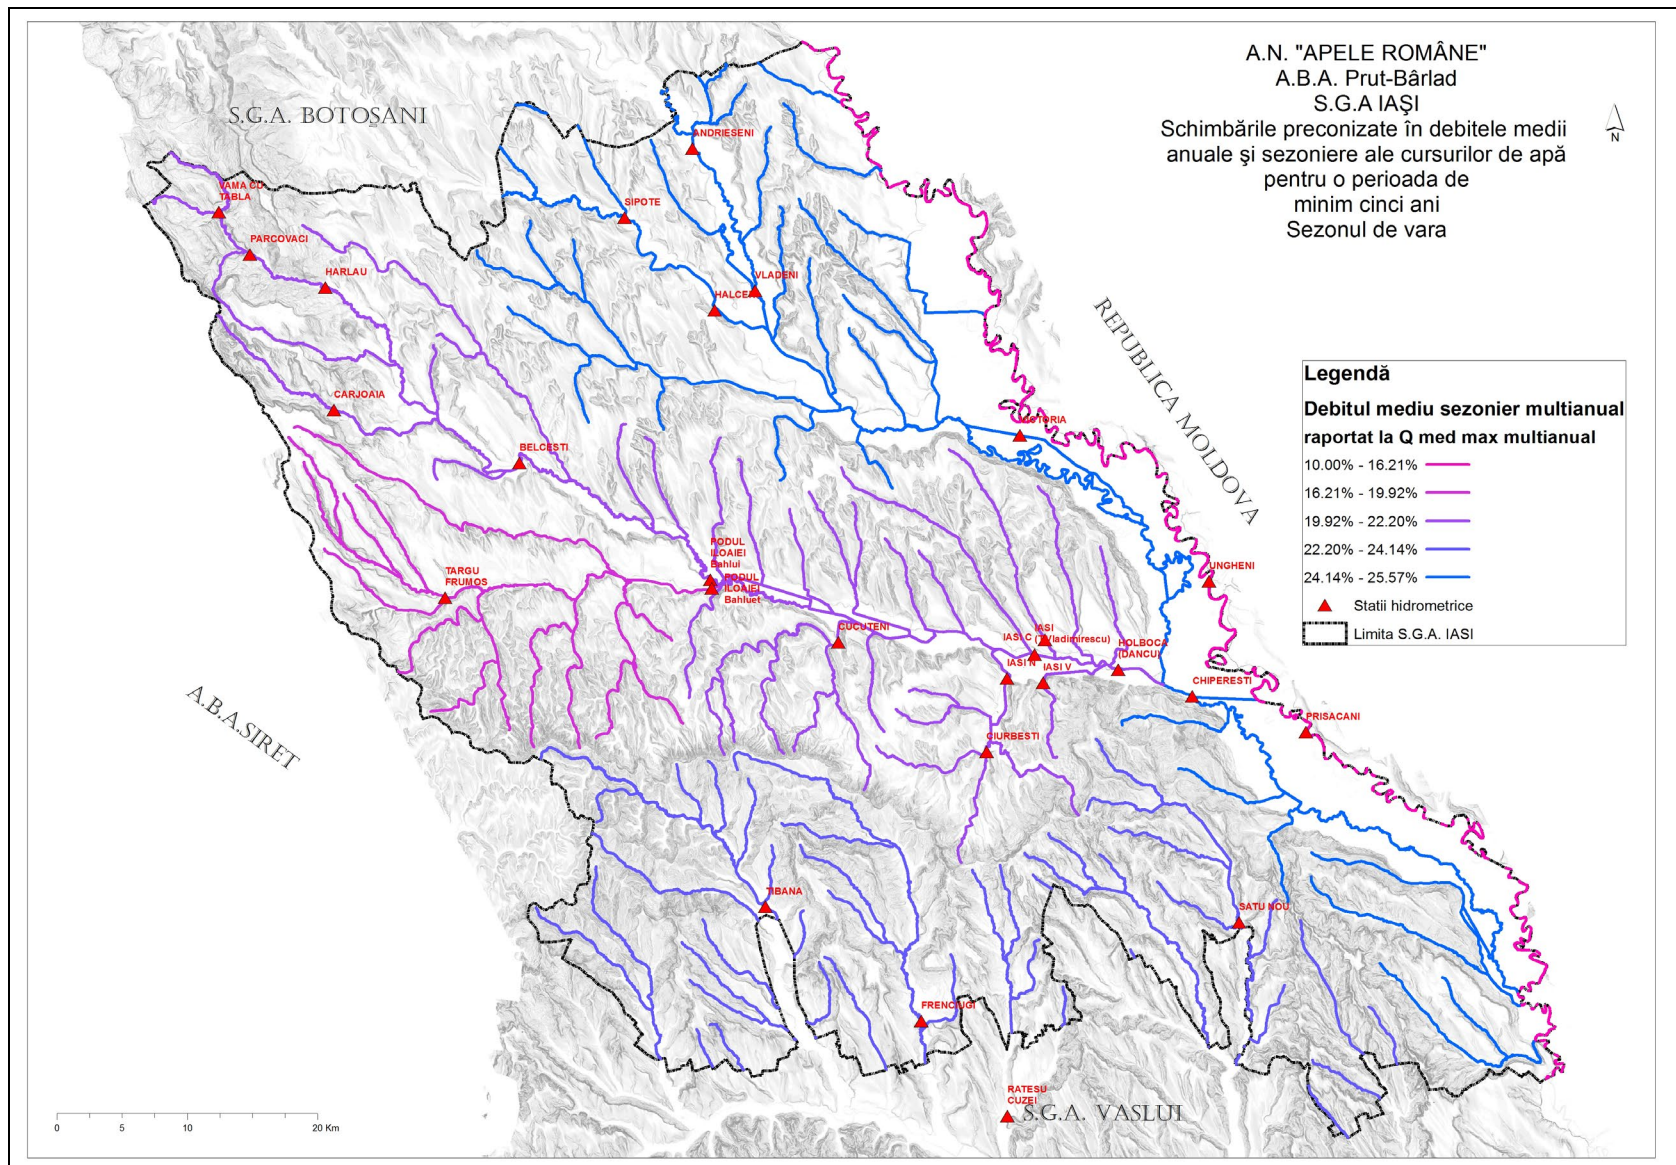 A.N. "APELE ROMÂNE"
A.B.A. Prut-Bârlad
S.G.A IAŞI
Schimbările preconizate în debitele medii
anuale şi sezoniere ale cursurilor de apă
pentru o perioada de
minim cinci ani
Sezonul de vara
N
S.G.A. BOTOSANI
ANDRIESENI
VAMA CU
TABLA
SIPOTE
PARCOVACI
HARLAU
VLADENI
REPUBLICA MOLDOVA
Legendă
Debitul mediu sezonier multianual
raportat la Q med max multianual
10.00% - 16.21%
16.21% - 19.92%
19.92% - 22.20%
22.20% - 24.14%
24.14% - 25.57%
Statii hidrometrice
Limita S.G.A. IASI
CARJOAIA
BELCESTI
PODUL
ILOAIEI
Bahlui
PODUL
ILOAIEI
Bahluet
TARGU
FRUMOS
UNGHENI
CUCUTENI
IASI
IASI C
HOLBOCA
(DANCU)
IASI N
IASI V
CHIPERESTI
PRISACANI
CIURBESTI
A.B.A.SIRET
TIBANA
SATU NOU
FRENCIUGI
RATESU
CUZEI
S.G.A. VASLUI
0 5 10 20 Km